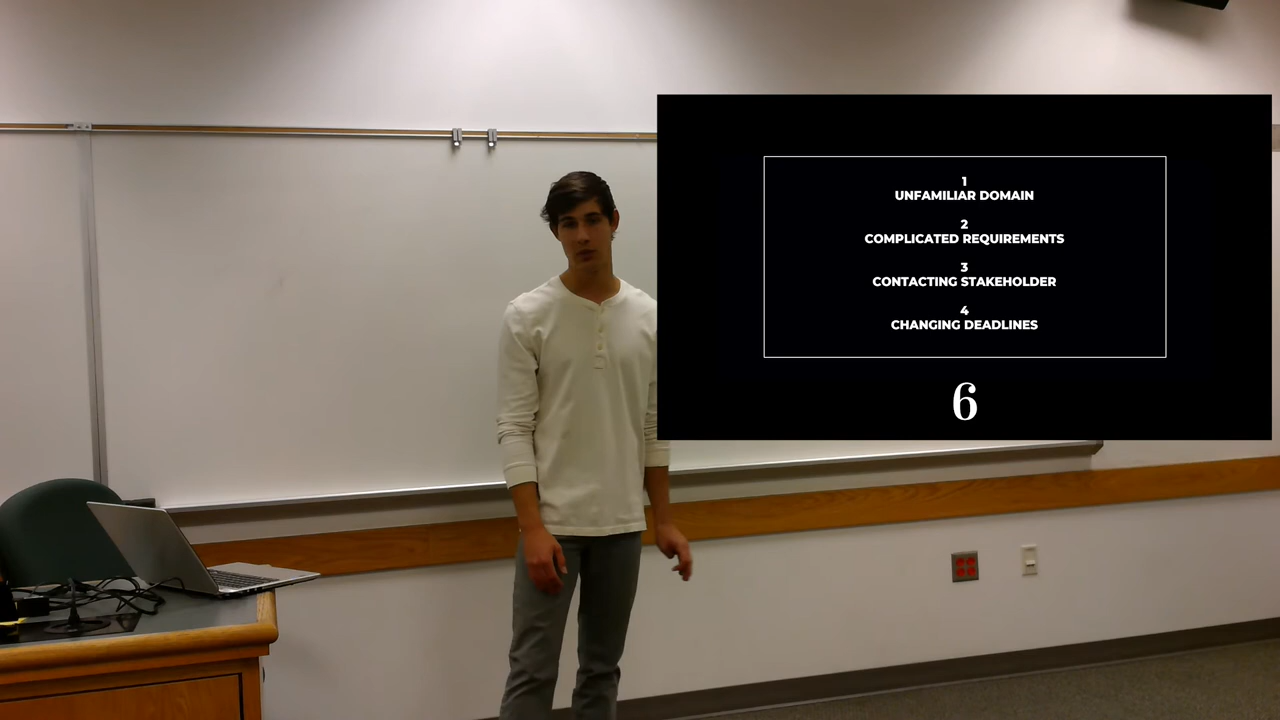 1
UNFAMILIAR DOMAIN
2
COMPLICATED REQUIREMENTS
3
CONTACTING STAKEHOLDER
4
CHANGING DEADLINES
6